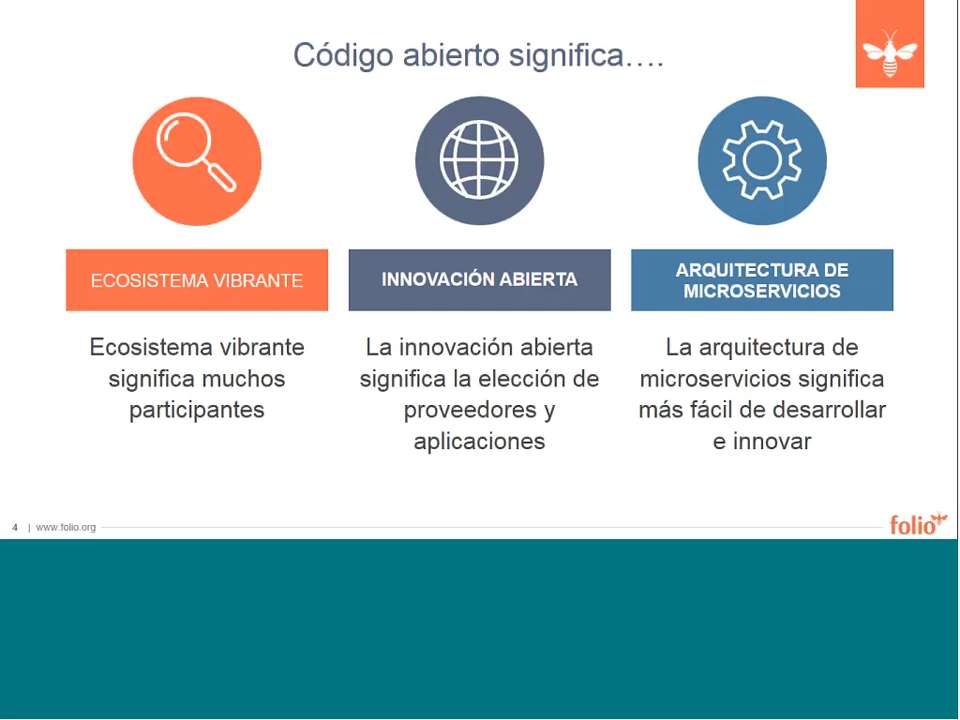 Código abierto significa….
ECOSISTEMA VIBRANTE
INNOVACIÓN ABIERTA
ARQUITECTURA DE
MICROSERVICIOS
Ecosistema vibrante
significa muchos
participantes
La innovación abierta
significa la elección de
proveedores y
aplicaciones
La arquitectura de
microservicios significa
más fácil de desarrollar
e innovar
4 | www.folio.org
folio